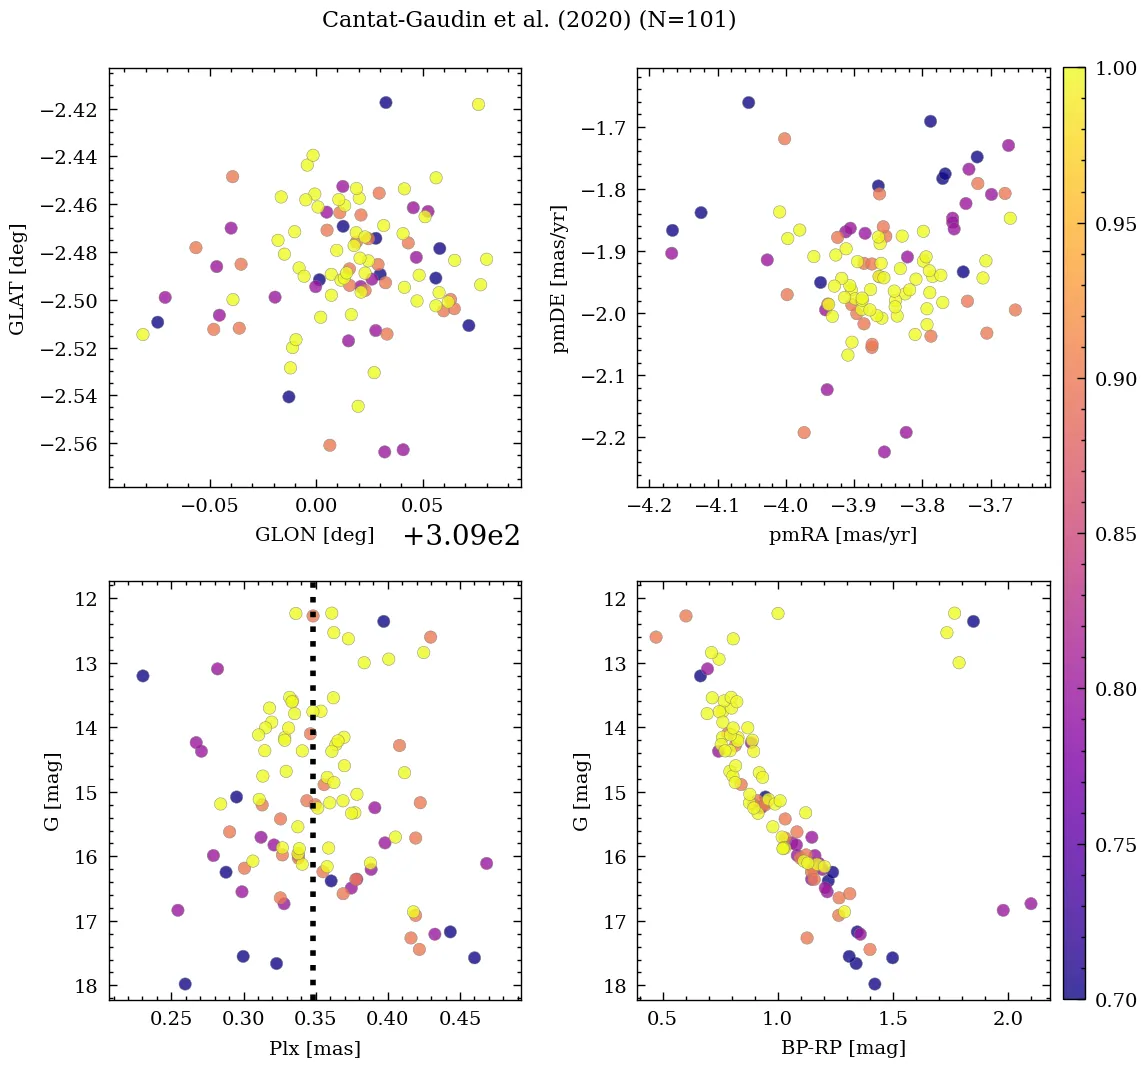 Cantat-Gaudin et al. (2020) (N=101)
GLAT [deg]
−2.42
−2.44
−2.46
−2.48
−2.50
−2.52
−2.54
−2.56
−0.05 0.00 0.05
GLON [deg] +3.09e2
pmDE [mas/yr]
−1.7
−1.8
−1.9
−2.0
−2.1
−2.2
−4.2 −4.1 −4.0 −3.9 −3.8 −3.7
pmRA [mas/yr]
G [mag]
12
13
14
15
16
17
18
0.25 0.30 0.35 0.40 0.45
Plx [mas]
G [mag]
12
13
14
15
16
17
18
0.5 1.0 1.5 2.0
BP-RP [mag]
1.00
0.95
0.90
0.85
0.80
0.75
0.70